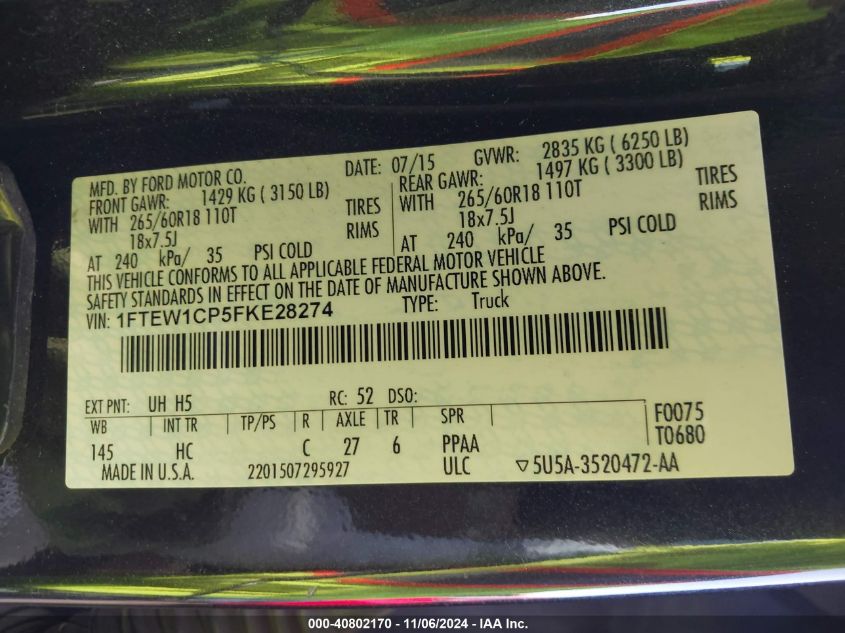 MFD. BY FORD MOTOR CO. DATE: 07/15 GVWR: 2835 KG ( 6250 LB)
FRONT GAWR: 1429 KG ( 3150 LB) REAR GAWR: 1497 KG ( 3300 LB)
WITH 265/60R18 110T TIRES WITH 265/60R18 110T TIRES
18x7.5J RIMS 18x7.5J RIMS
AT 240 kPa/ 35 PSI COLD AT 240 kPa/ 35 PSI COLD
THIS VEHICLE CONFORMS TO ALL APPLICABLE FEDERAL MOTOR VEHICLE
SAFETY STANDARDS IN EFFECT ON THE DATE OF MANUFACTURE SHOWN ABOVE.
VIN: 1FTEW1CP5FKE28274 TYPE: Truck
EXT PNT: UH H5 RC: 52 DSO:
WB INT TR TP/PS R AXLE TR SPR F0075
145 HC C 27 6 PPAA T0680
MADE IN U.S.A. 2201507295927 ULC ▽5U5A-3520472-AA
000-40802170 - 11/06/2024 - IAA Inc.